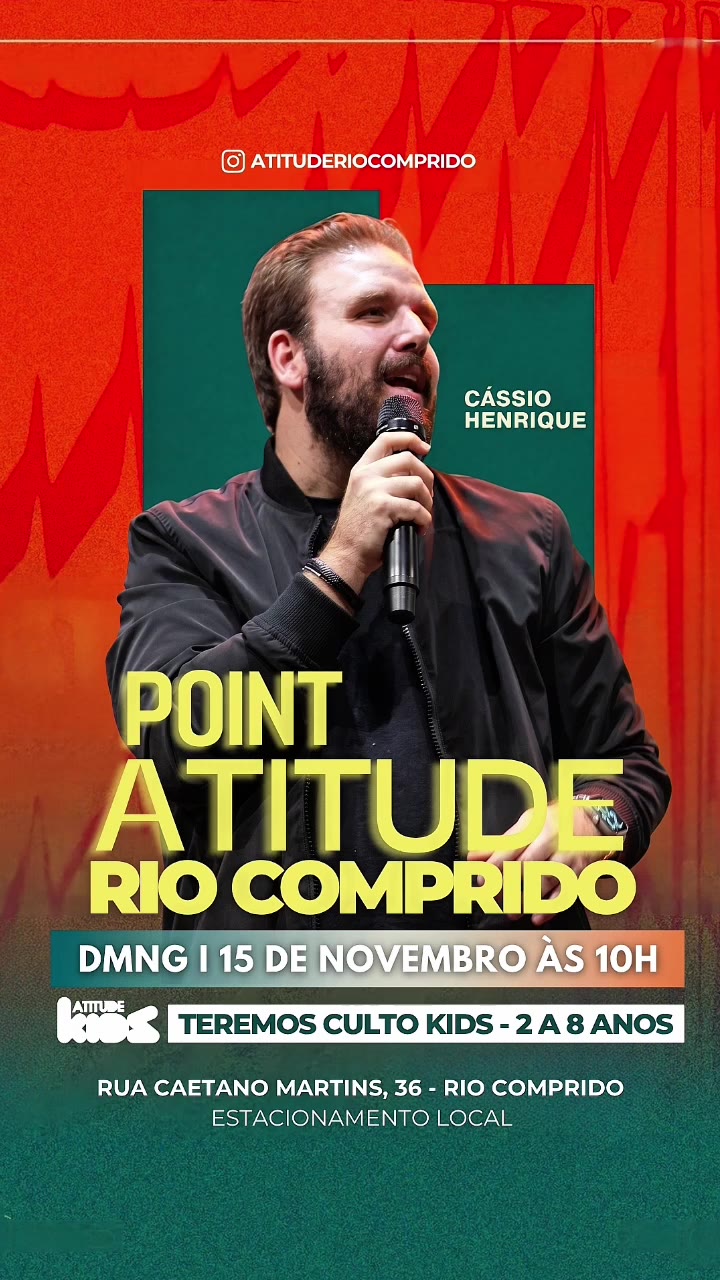 ATITUDERIOCOMPRIDO
CÁSSIO
HENRIQUE
POINT
ATITUDE
RIO COMPRIDO
DMNG | 15 DE NOVEMBRO ÀS 10H
ATITUDE
KIDS
TEREMOS CULTO KIDS - 2 A 8 ANOS
RUA CAETANO MARTINS, 36 - RIO COMPRIDO
ESTACIONAMENTO LOCAL